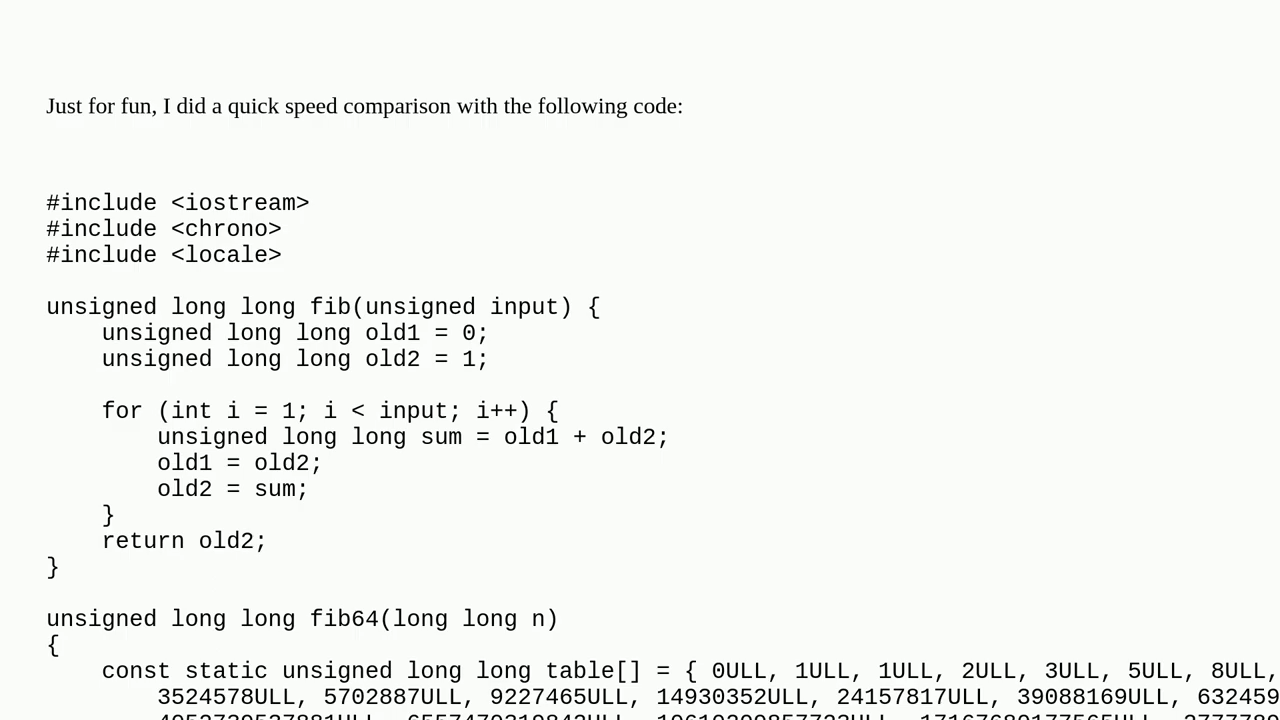 Just for fun, I did a quick speed comparison with the following code:
#include <iostream>
#include <chrono>
#include <locale>
unsigned long long fib(unsigned input) {
    unsigned long long old1 = 0;
    unsigned long long old2 = 1;
    for (int i = 1; i < input; i++) {
        unsigned long long sum = old1 + old2;
        old1 = old2;
        old2 = sum;
    }
    return old2;
}
unsigned long long fib64(long long n)
{
    const static unsigned long long table[] = { 0ULL, 1ULL, 1ULL, 2ULL, 3ULL, 5ULL, 8ULL,
        3524578ULL, 5702887ULL, 9227465ULL, 14930352ULL, 24157817ULL, 39088169ULL, 632459